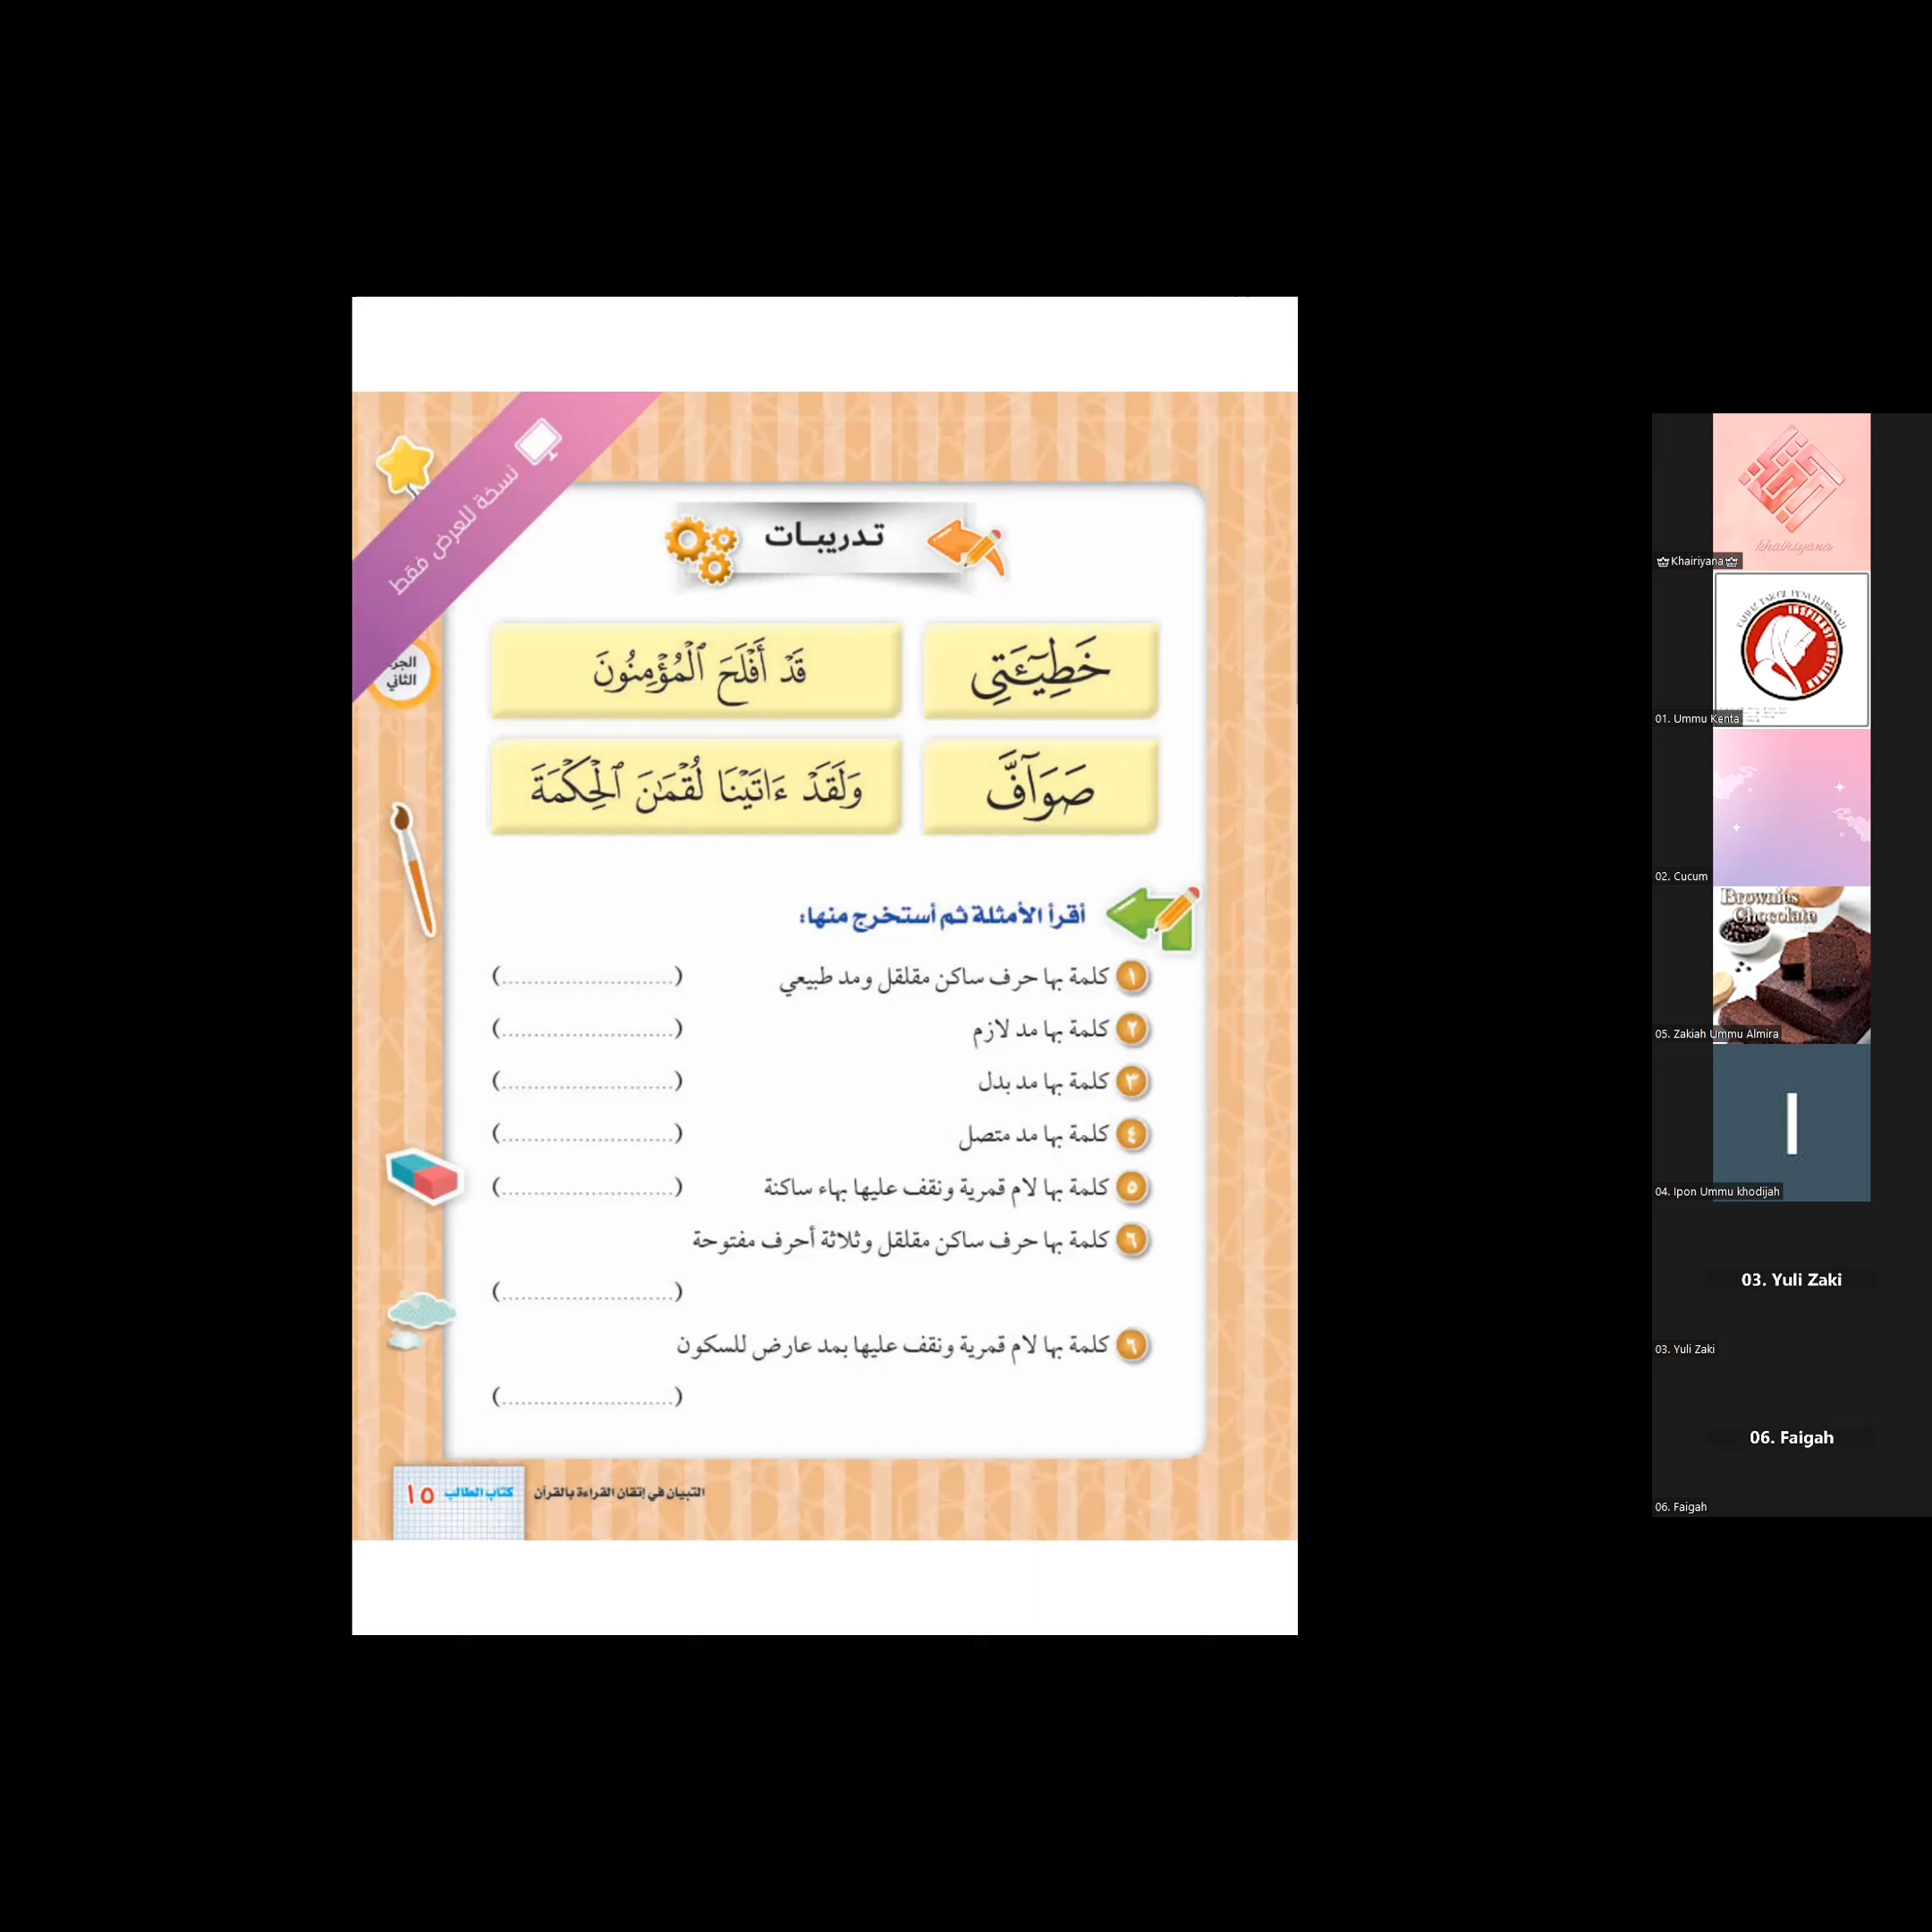 نسخة للعرض فقط
تدريبات
الجزء
الثاني
خَطِيٓـَٔتِى
قَدْ أَفْلَحَ ٱلْمُؤْمِنُونَ
صَوَآفَّ
وَلَقَدْ ءَاتَيْنَا لُقْمَـٰنَ ٱلْحِكْمَةَ
أقرأ الأمثلة ثم أستخرج منها:
١ كلمة بها حرف ساكن مقلقل ومد طبيعي (...........................)
٢ كلمة بها مد لازم (...........................)
٣ كلمة بها مد بدل (...........................)
٤ كلمة بها مد متصل (...........................)
٥ كلمة بها لام قمرية ونقف عليها بهاء ساكنة (...........................)
٦ كلمة بها حرف ساكن مقلقل وثلاثة أحرف مفتوحة
(...........................)
٦ كلمة بها لام قمرية ونقف عليها بمد عارض للسكون
(...........................)
التبيان في إتقان القراءة بالقرآن كتاب الطالب ١٥
khairiyana
Khairiyana
INSPIRASI MUSLIMAH
01. Ummu Kenta
02. Cucum
Brownies
Chocolate
05. Zakiah Ummu Almira
I
04. Ipon Ummu khodijah
03. Yuli Zaki
03. Yuli Zaki
06. Faigah
06. Faigah